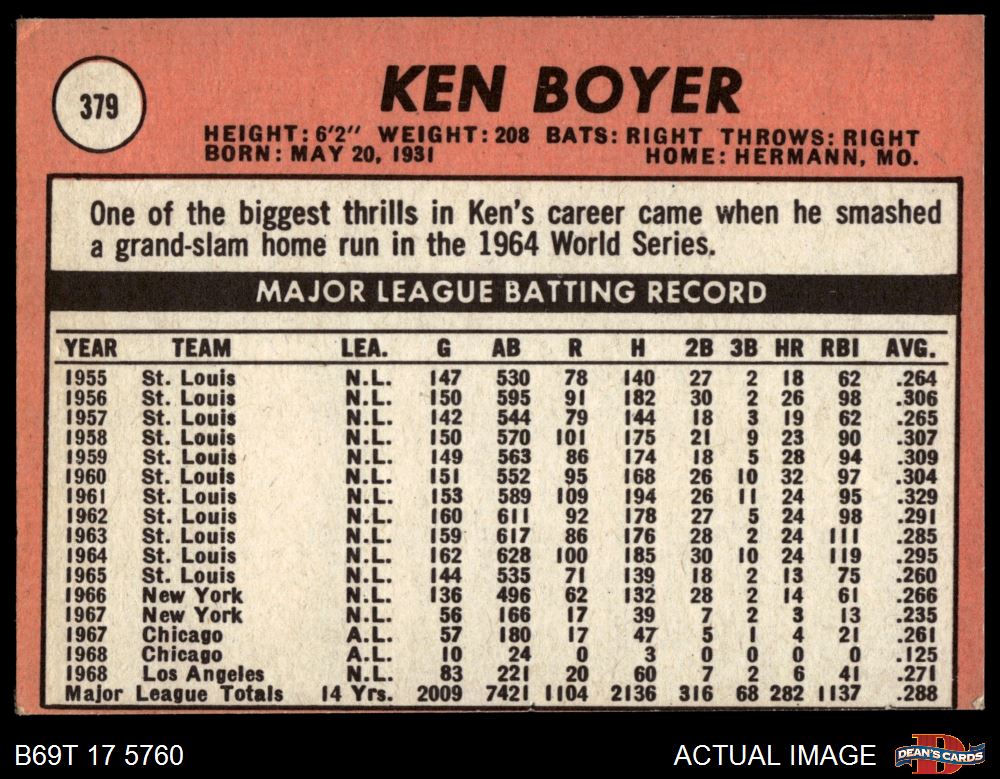 379
KEN BOYER
HEIGHT: 6'2" WEIGHT: 208 BATS: RIGHT THROWS: RIGHT
BORN: MAY 20, 1931 HOME: HERMANN, MO.
One of the biggest thrills in Ken's career came when he smashed
a grand-slam home run in the 1964 World Series.
MAJOR LEAGUE BATTING RECORD
YEAR TEAM LEA. G AB R H 2B 3B HR RBI AVG.
1955 St. Louis N.L. 147 530 78 140 27 2 18 62 .264
1956 St. Louis N.L. 150 595 91 182 30 2 26 98 .306
1957 St. Louis N.L. 142 544 79 144 18 3 19 62 .265
1958 St. Louis N.L. 150 570 101 175 21 9 23 90 .307
1959 St. Louis N.L. 149 563 86 174 18 5 28 94 .309
1960 St. Louis N.L. 151 552 95 168 26 10 32 97 .304
1961 St. Louis N.L. 153 589 109 194 26 11 24 95 .329
1962 St. Louis N.L. 160 611 92 178 27 5 24 98 .291
1963 St. Louis N.L. 159 617 86 176 28 2 24 111 .285
1964 St. Louis N.L. 162 628 100 185 30 10 24 119 .295
1965 St. Louis N.L. 144 535 71 139 18 2 13 75 .260
1966 New York N.L. 136 496 62 132 28 2 14 61 .266
1967 New York N.L. 56 166 17 39 7 2 3 13 .235
1967 Chicago A.L. 57 180 17 47 5 1 4 21 .261
1968 Chicago A.L. 10 24 0 3 0 0 0 0 .125
1968 Los Angeles N.L. 83 221 20 60 7 2 6 41 .271
Major League Totals 14 Yrs. 2009 7421 1104 2136 316 68 282 1137 .288
B69T 17 5760 ACTUAL IMAGE DEAN'S CARDS